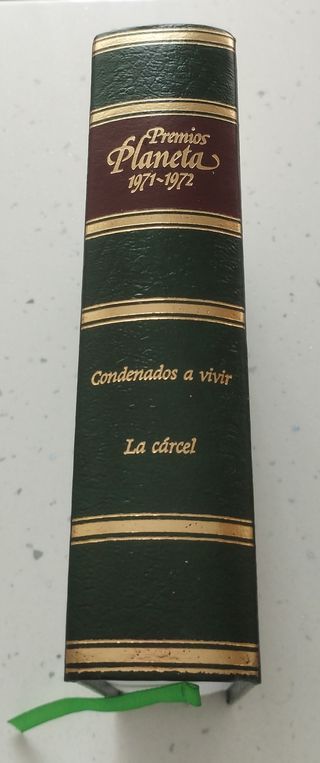 Premios
Planeta
1971-1972
Condenados a vivir
La cárcel